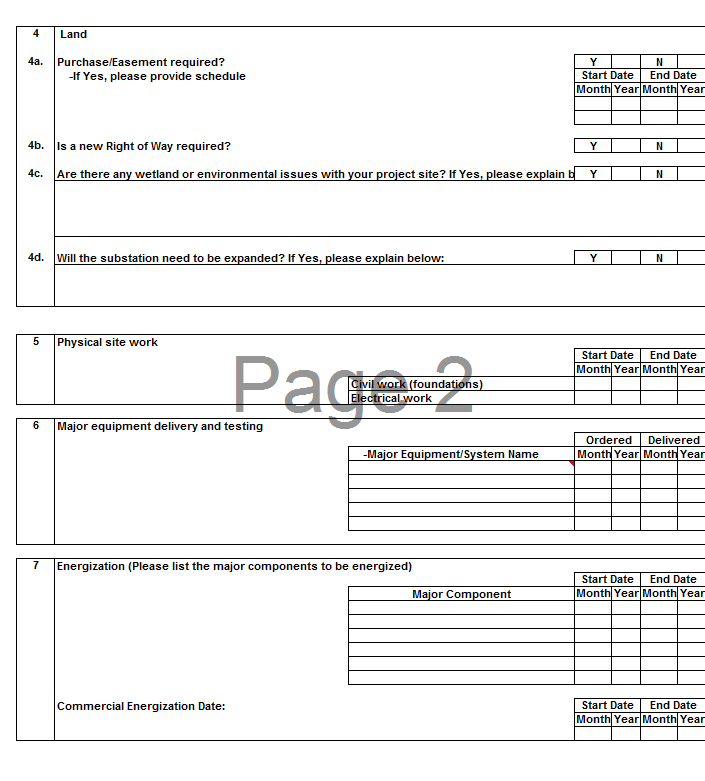 4 Land
4a. Purchase/Easement required? Y N
-If Yes, please provide schedule Start Date End Date
Month Year Month Year
4b. Is a new Right of Way required? Y N
4c. Are there any wetland or environmental issues with your project site? If Yes, please explain b Y N
4d. Will the substation need to be expanded? If Yes, please explain below: Y N
5 Physical site work
Start Date End Date
Month Year Month Year
Page 2
Civil work (foundations)
Electrical work
6 Major equipment delivery and testing
Ordered Delivered
-Major Equipment/System Name Month Year Month Year
7 Energization (Please list the major components to be energized)
Start Date End Date
Major Component Month Year Month Year
Commercial Energization Date: Start Date End Date
Month Year Month Year